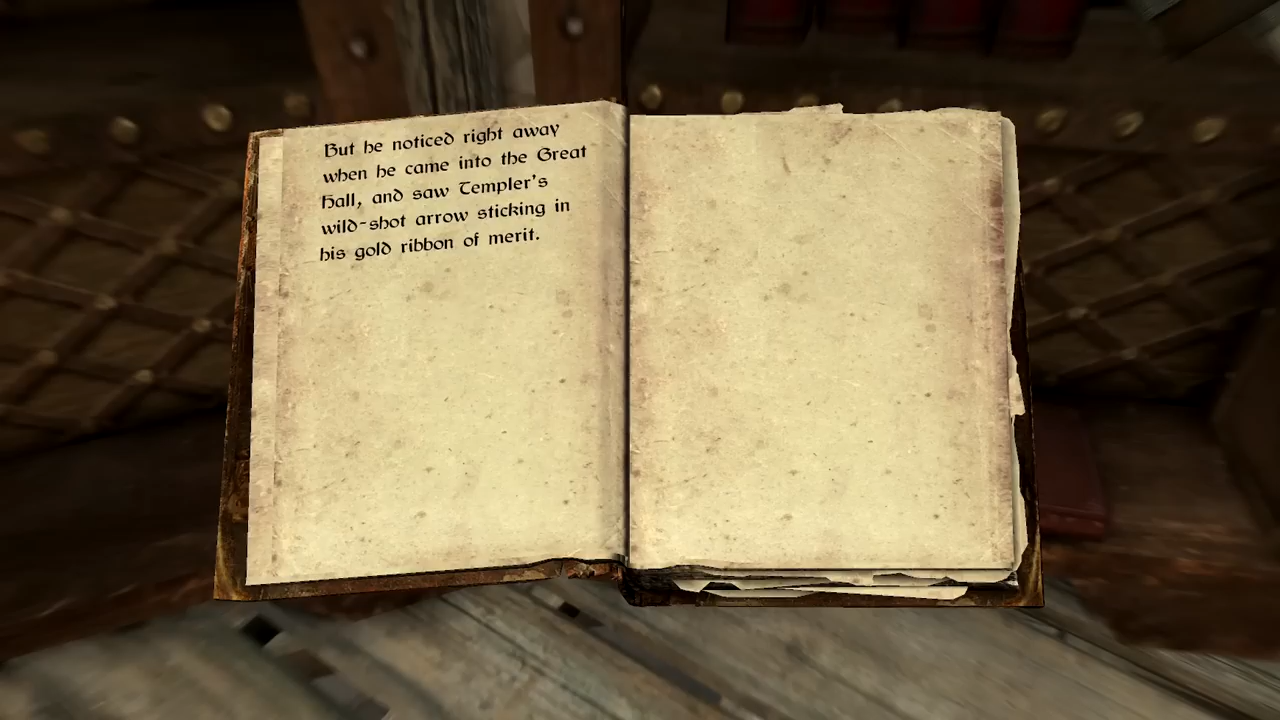 But he noticed right away
when he came into the Great
Hall, and saw Templer's
wild-shot arrow sticking in
his gold ribbon of merit.